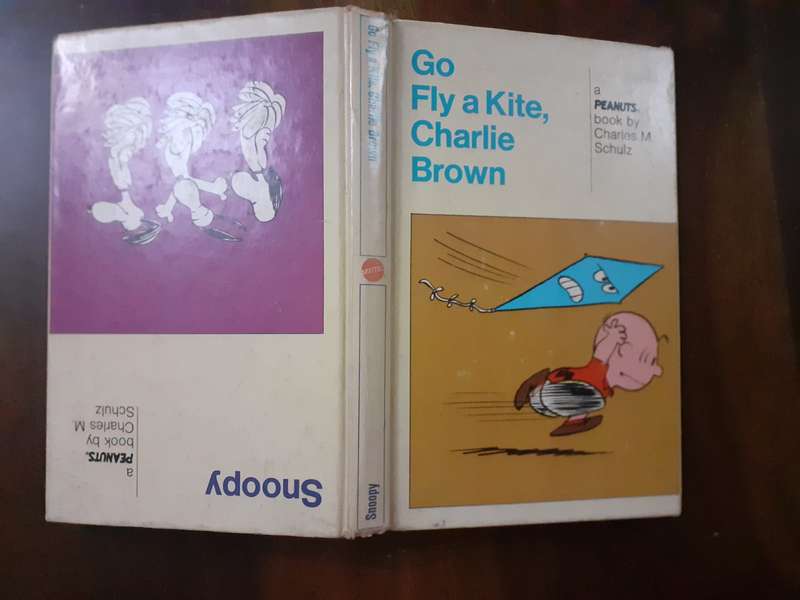 Go
Fly a Kite,
Charlie
Brown
a
PEANUTS®
book by
Charles M.
Schulz
Go Fly a Kite, Charlie Brown
Snoopy
Snoopy
a
PEANUTS®
book by
Charles M.
Schulz